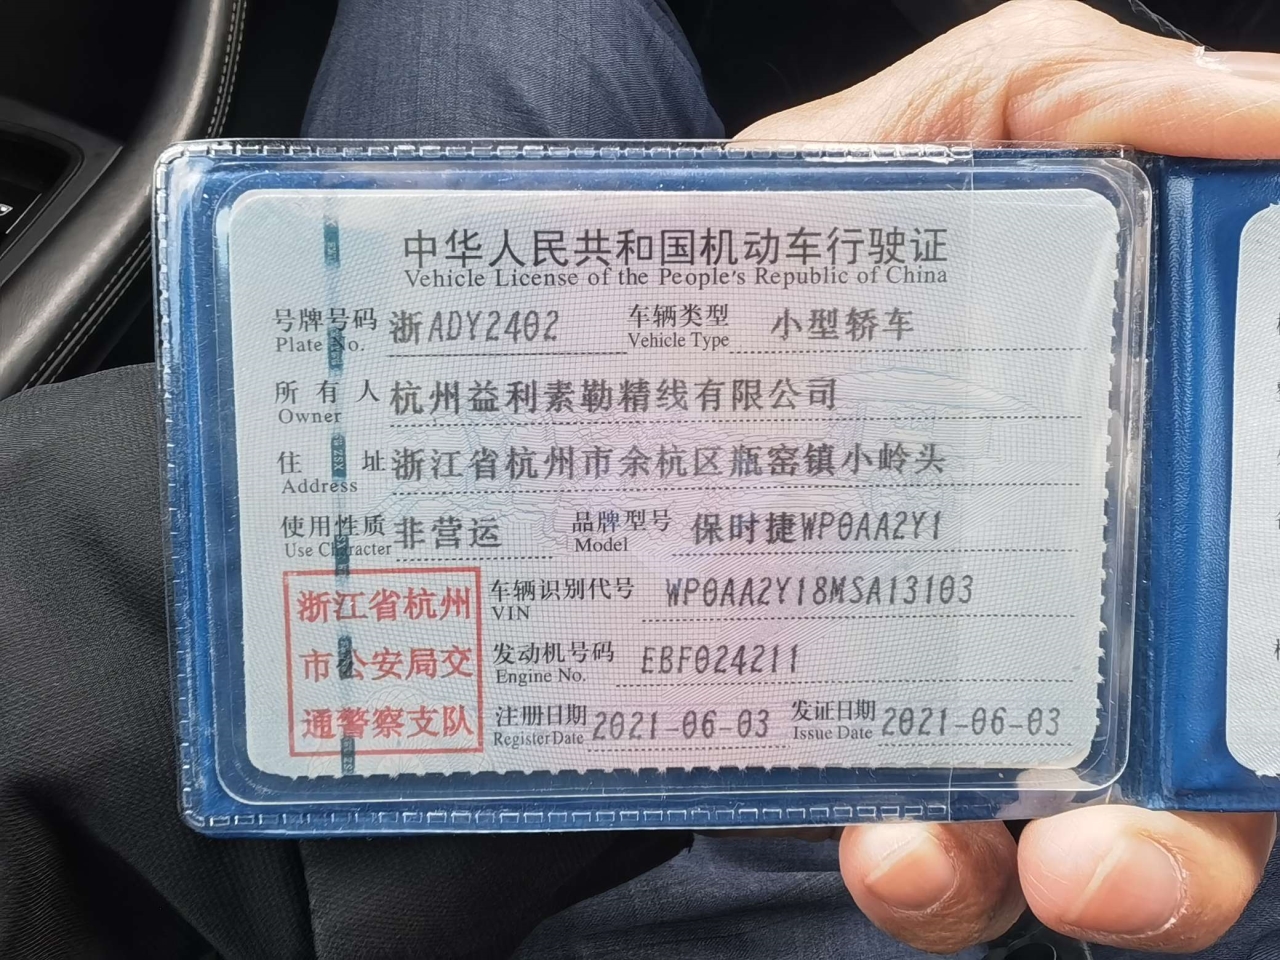 中华人民共和国机动车行驶证
Vehicle License of the People's Republic of China
号牌号码 浙ADY2402 车辆类型 小型轿车
Plate No. Vehicle Type
所有人 杭州益利素勒精线有限公司
Owner
住址 浙江省杭州市余杭区瓶窑镇小岭头
Address
使用性质 非营运 品牌型号 保时捷WP0AA2Y1
Use Character Model
浙江省杭州
市公安局交
通警察支队
车辆识别代号 WP0AA2Y18MSA13103
VIN
发动机号码 EBF024211
Engine No.
注册日期 2021-06-03 发证日期 2021-06-03
Register Date Issue Date